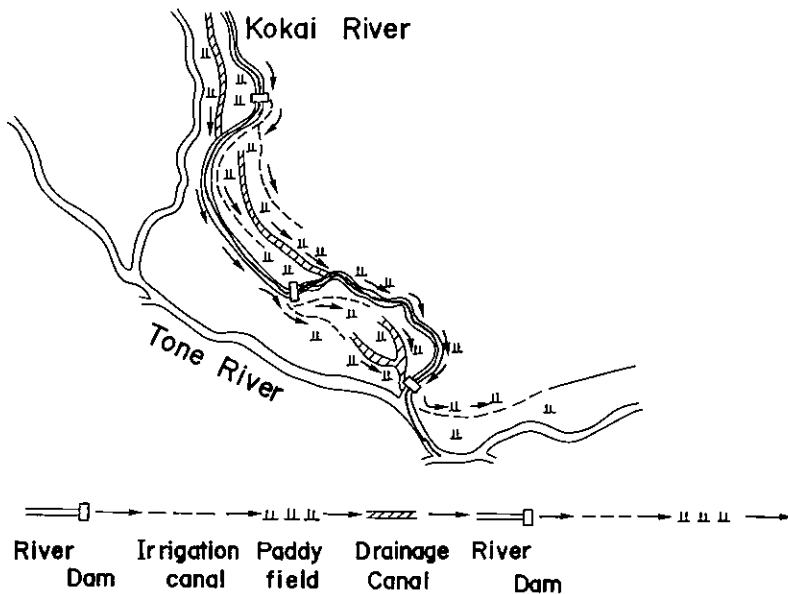 Kokai River
Tone River
River Irrigation Paddy Drainage River
Dam canal field Canal Dam